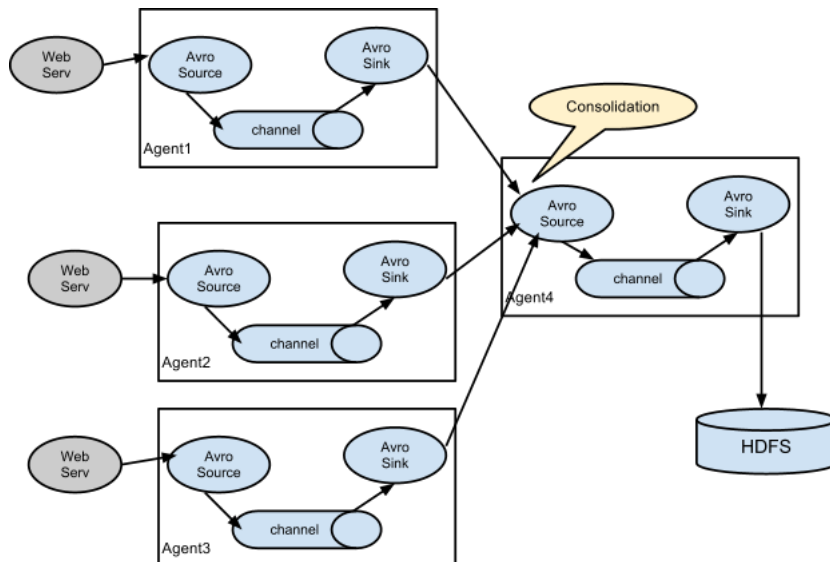 Web
Serv
Avro
Source
Avro
Sink
channel
Agent1
Consolidation
Web
Serv
Avro
Source
Avro
Sink
channel
Agent2
Avro
Source
Avro
Sink
channel
Agent4
Web
Serv
Avro
Source
Avro
Sink
channel
Agent3
HDFS